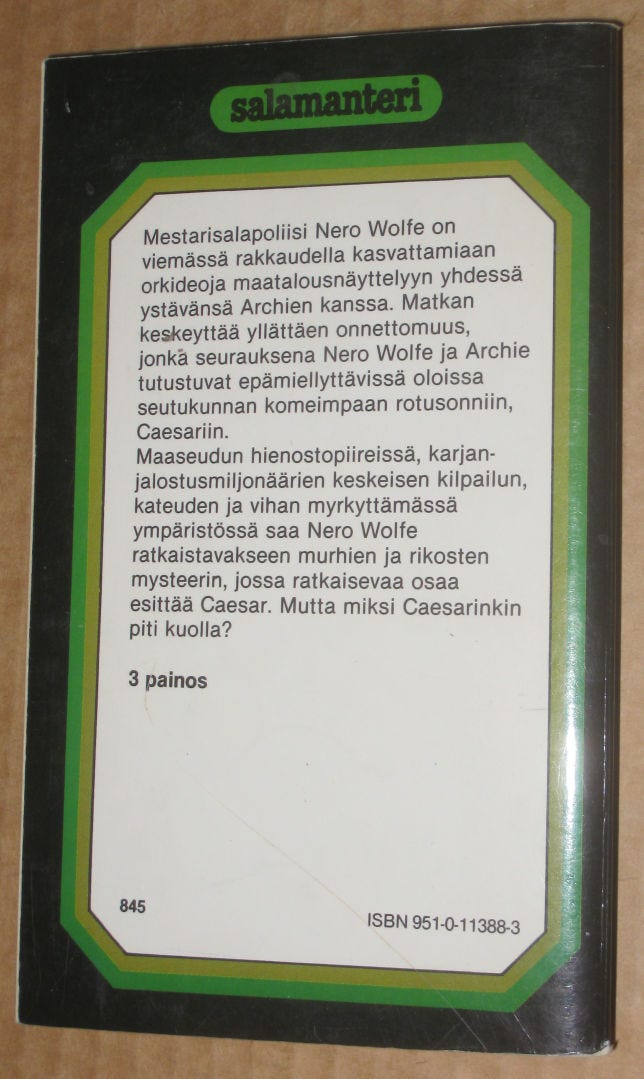 salamanteri
Mestarisalapoliisi Nero Wolfe on
viemässä rakkaudella kasvattamiaan
orkideoja maatalousnäyttelyyn yhdessä
ystävänsä Archien kanssa. Matkan
keskeyttää yllättäen onnettomuus,
jonka seurauksena Nero Wolfe ja Archie
tutustuvat epämiellyttävissä oloissa
seutukunnan komeimpaan rotusonniin,
Caesariin.
Maaseudun hienostopiireissä, karjan-
jalostusmiljonäärien keskeisen kilpailun,
kateuden ja vihan myrkyttämässä
ympäristössä saa Nero Wolfe
ratkaistavakseen murhien ja rikosten
mysteerin, jossa ratkaisevaa osaa
esittää Caesar. Mutta miksi Caesarinkin
piti kuolla?
3 painos
845
ISBN 951-0-11388-3